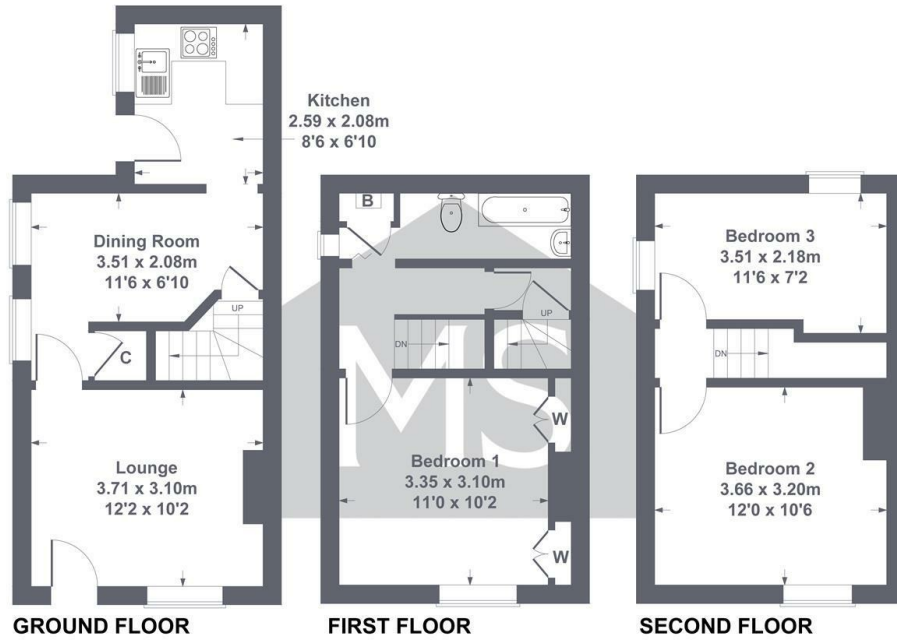 Kitchen
2.59 x 2.08m
8'6 x 6'10
Dining Room
3.51 x 2.08m
11'6 x 6'10
UP
C
Lounge
3.71 x 3.10m
12'2 x 10'2
GROUND FLOOR
B
UP
DN
MS
W
Bedroom 1
3.35 x 3.10m
11'0 x 10'2
W
FIRST FLOOR
Bedroom 3
3.51 x 2.18m
11'6 x 7'2
DN
Bedroom 2
3.66 x 3.20m
12'0 x 10'6
SECOND FLOOR